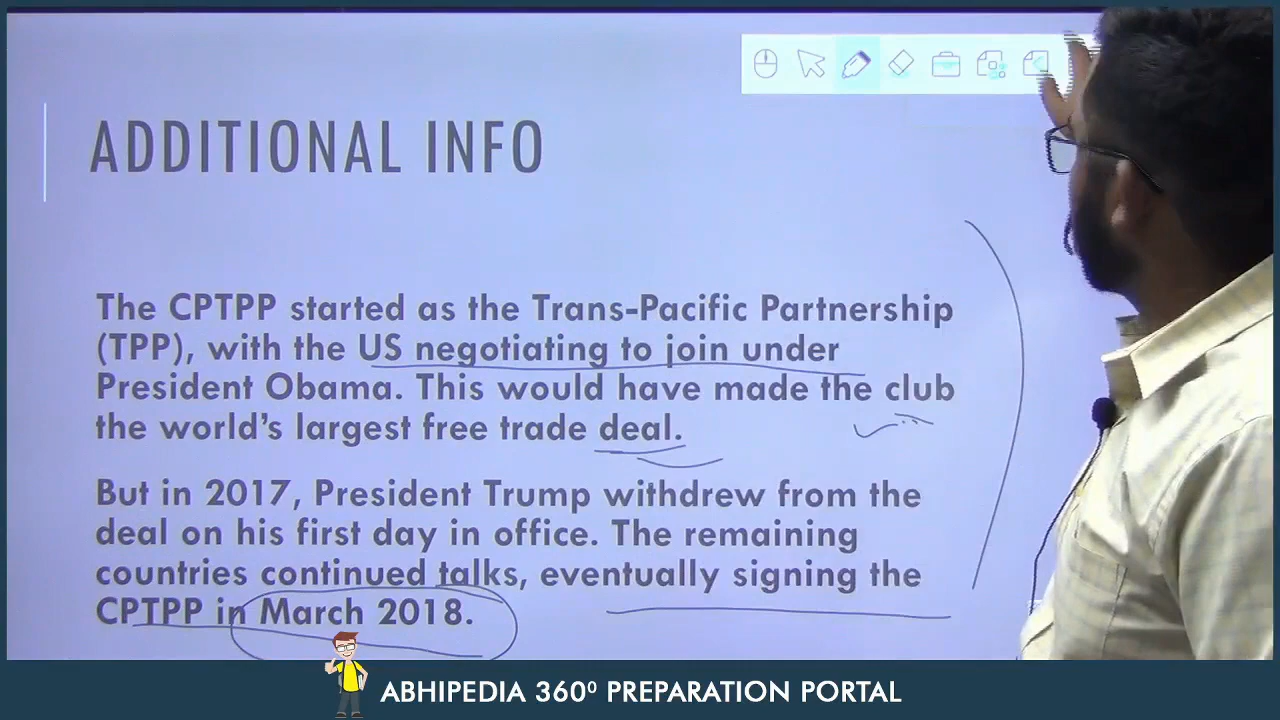 ADDITIONAL INFO
The CPTPP started as the Trans-Pacific Partnership
(TPP), with the US negotiating to join under
President Obama. This would have made the club
the world's largest free trade deal.
But in 2017, President Trump withdrew from the
deal on his first day in office. The remaining
countries continued talks, eventually signing the
CPTPP in March 2018.
ABHIPEDIA 360⁰ PREPARATION PORTAL